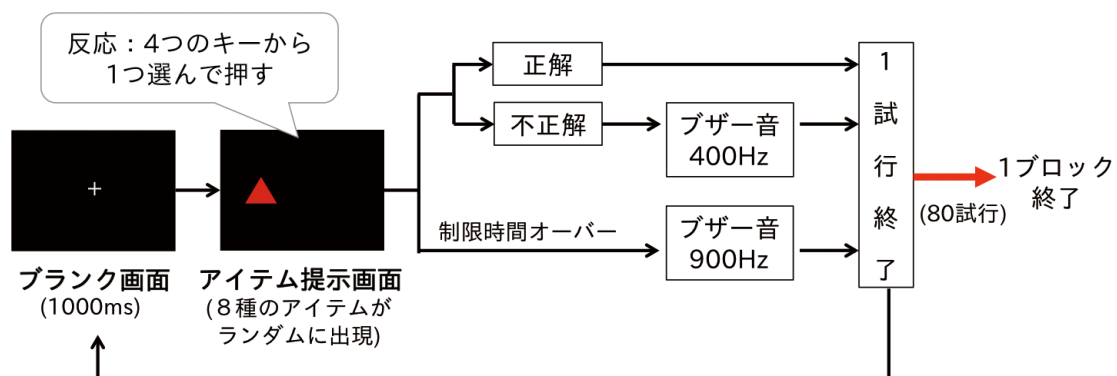 反応：4つのキーから
1つ選んで押す
+
ブランク画面
(1000ms)
アイテム提示画面
(８種のアイテムが
ランダムに出現)
正解
不正解
ブザー音
400Hz
制限時間オーバー
ブザー音
900Hz
1
試
行
終
了
1ブロック
終了
(80試行)